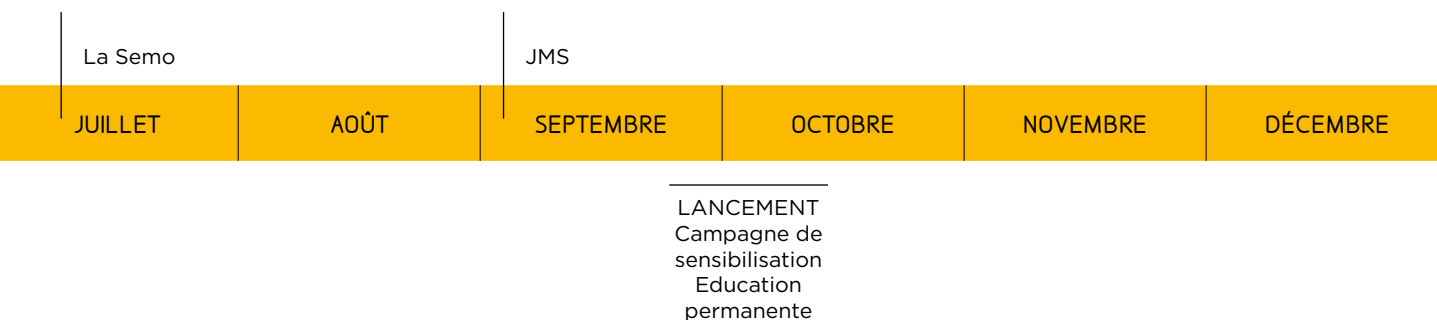 La Semo
JMS
JUILLET
AOÛT
SEPTEMBRE
OCTOBRE
NOVEMBRE
DÉCEMBRE
LANCEMENT
Campagne de
sensibilisation
Education
permanente